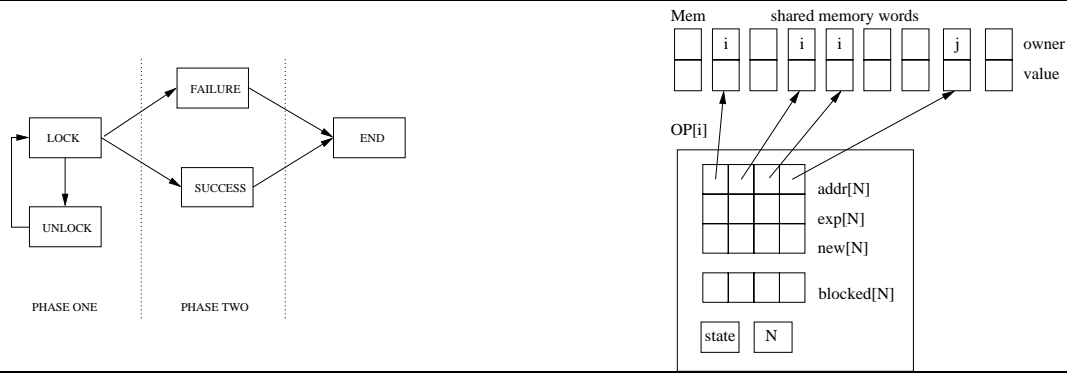 FAILURE
LOCK
END
SUCCESS
UNLOCK
PHASE ONE
PHASE TWO
Mem
shared memory words
i
i
i
j
owner
value
OP[i]
addr[N]
exp[N]
new[N]
blocked[N]
state
N